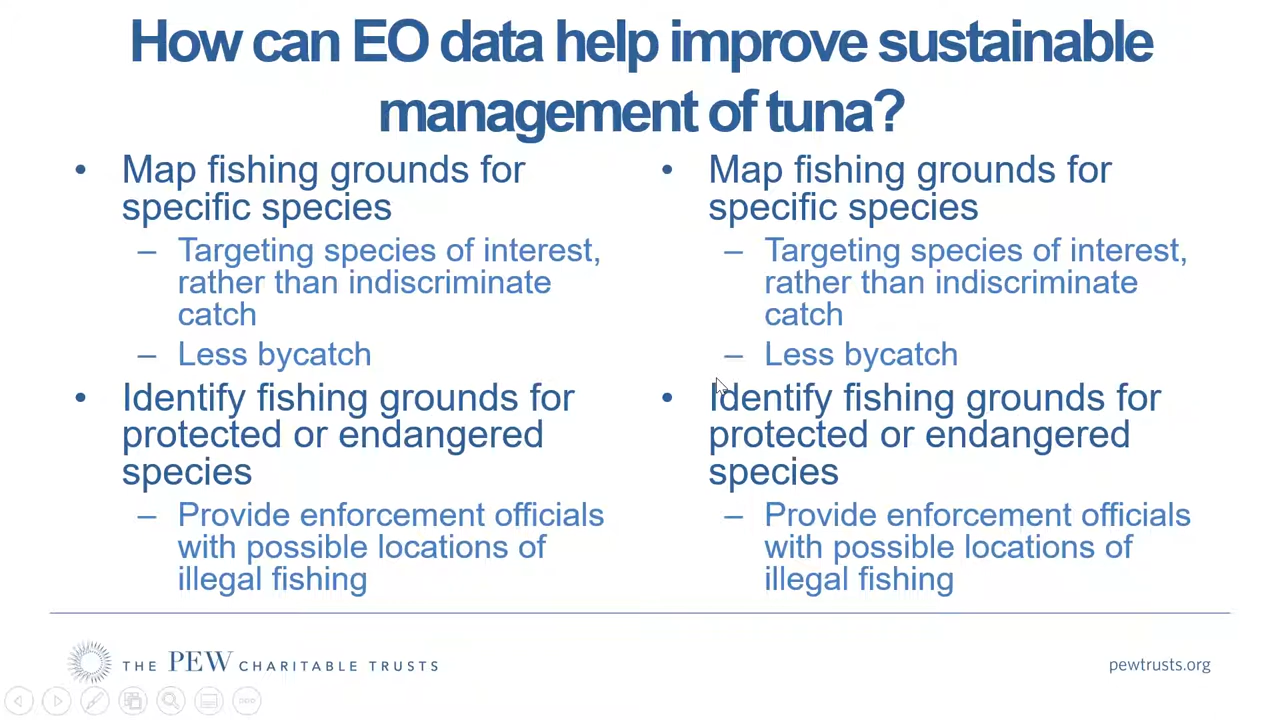 How can EO data help improve sustainable
management of tuna?
• Map fishing grounds for
specific species
– Targeting species of interest,
rather than indiscriminate
catch
– Less bycatch
• Identify fishing grounds for
protected or endangered
species
– Provide enforcement officials
with possible locations of
illegal fishing
• Map fishing grounds for
specific species
– Targeting species of interest,
rather than indiscriminate
catch
– Less bycatch
• Identify fishing grounds for
protected or endangered
species
– Provide enforcement officials
with possible locations of
illegal fishing
THE PEW CHARITABLE TRUSTS
pewtrusts.org